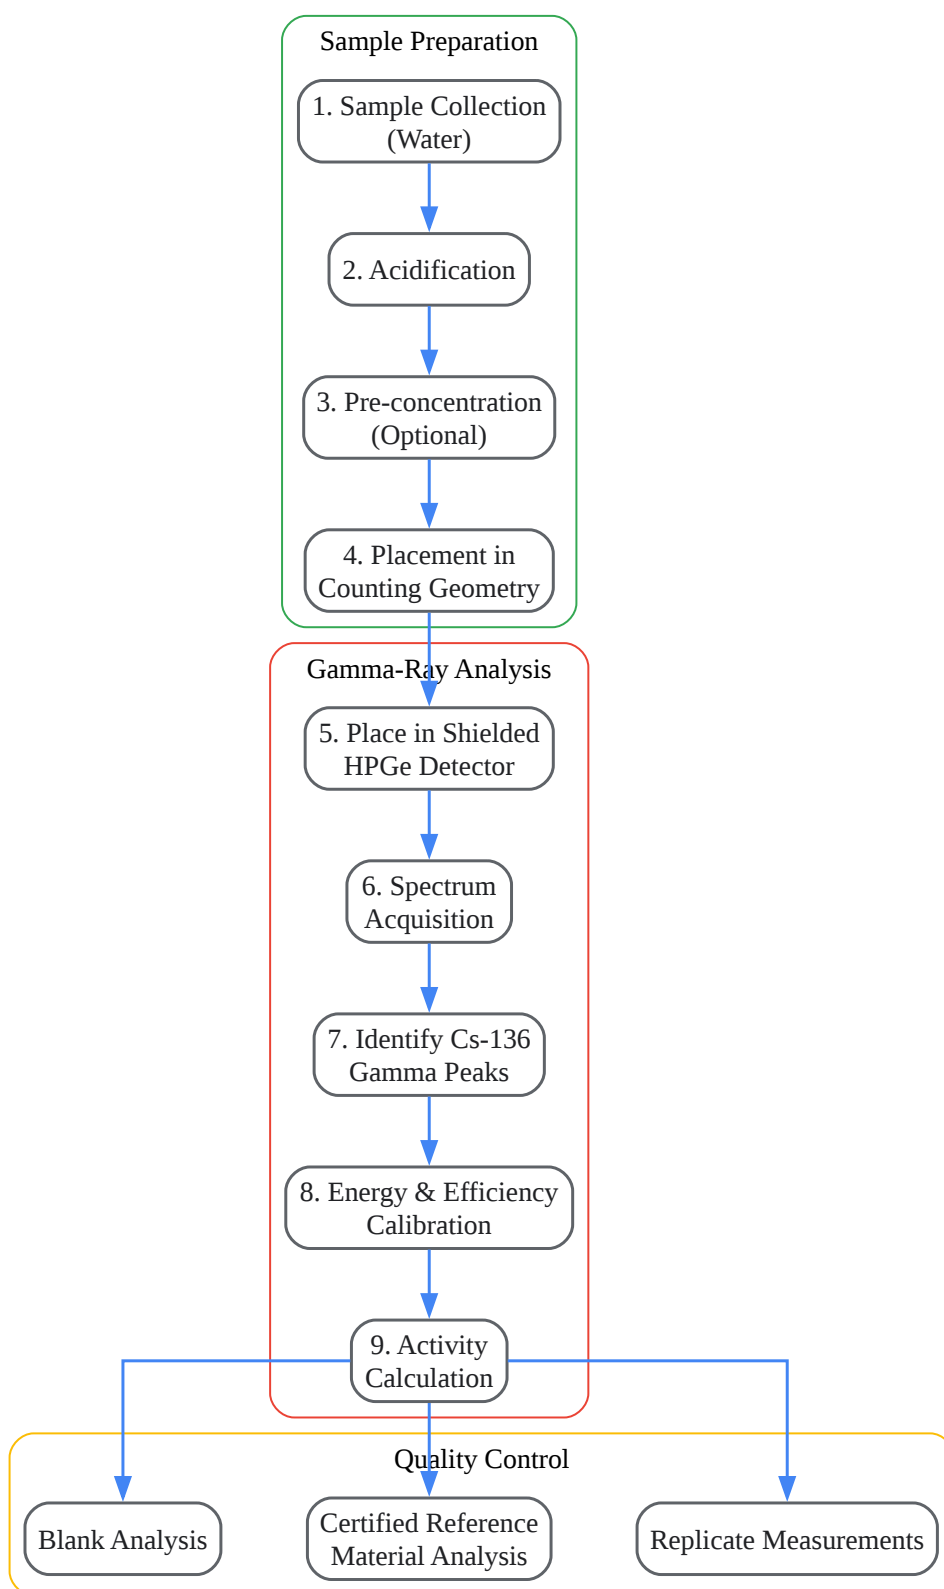 Sample Preparation
1. Sample Collection
(Water)
2. Acidification
3. Pre-concentration
(Optional)
4. Placement in
Counting Geometry
Gamma-Ray Analysis
5. Place in Shielded
HPGe Detector
6. Spectrum
Acquisition
7. Identify Cs-136
Gamma Peaks
8. Energy & Efficiency
Calibration
9. Activity
Calculation
Quality Control
Blank Analysis
Certified Reference
Material Analysis
Replicate Measurements